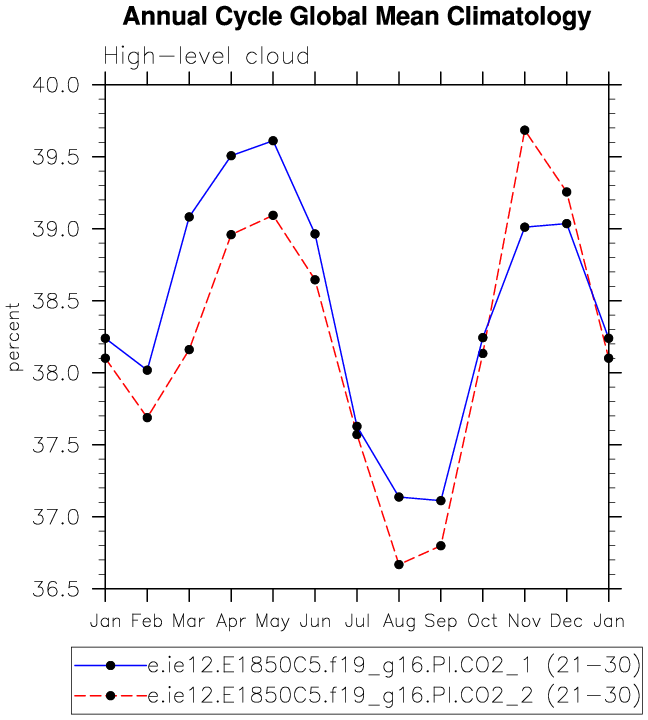 Annual Cycle Global Mean Climatology
High-level cloud
40.0
39.5
39.0
38.5
38.0
37.5
37.0
36.5
percent
Jan Feb Mar Apr May Jun Jul Aug Sep Oct Nov Dec Jan
e.ie12.E1850C5.f19_g16.PI.CO2_1 (21-30)
e.ie12.E1850C5.f19_g16.PI.CO2_2 (21-30)